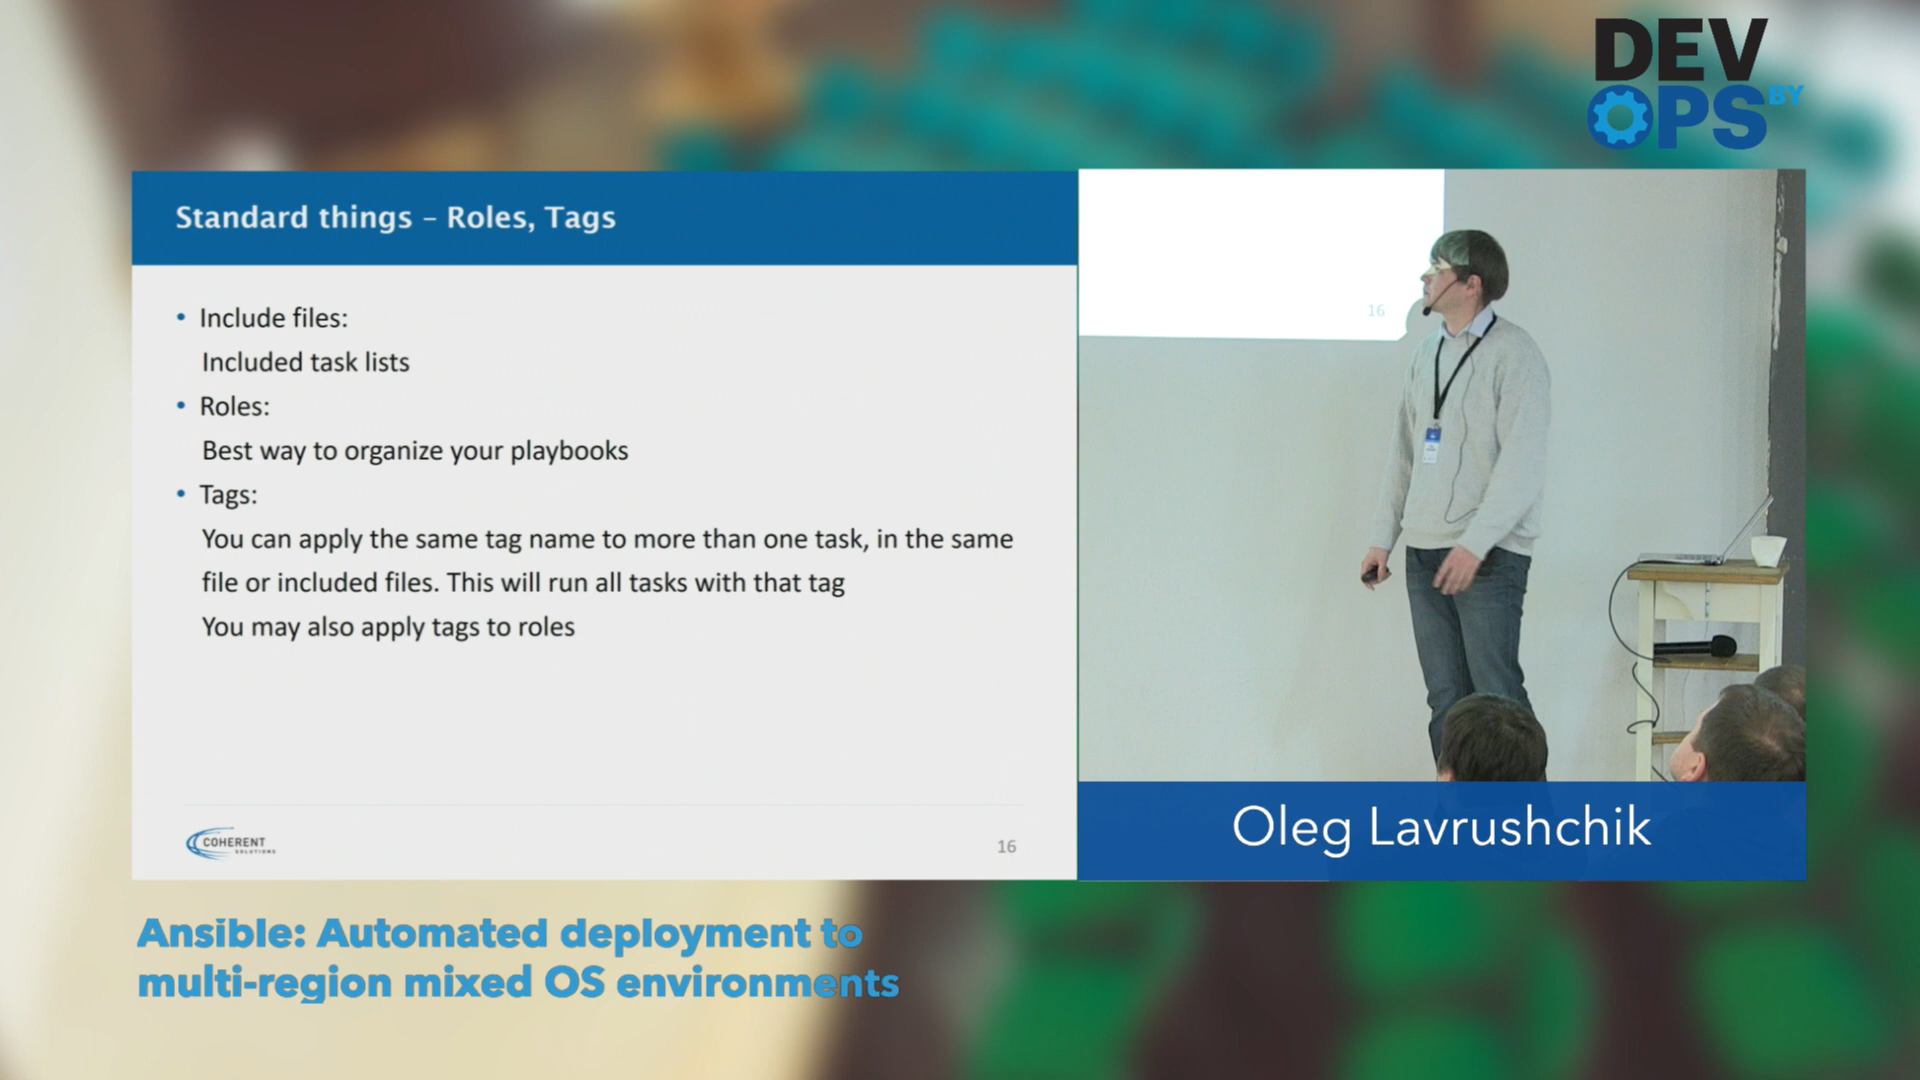 DEV
OPS BY
Standard things – Roles, Tags
• Include files:
Included task lists
• Roles:
Best way to organize your playbooks
• Tags:
You can apply the same tag name to more than one task, in the same
file or included files. This will run all tasks with that tag
You may also apply tags to roles
COHERENT
SOLUTIONS
16
16
Oleg Lavrushchik
Ansible: Automated deployment to
multi-region mixed OS environments